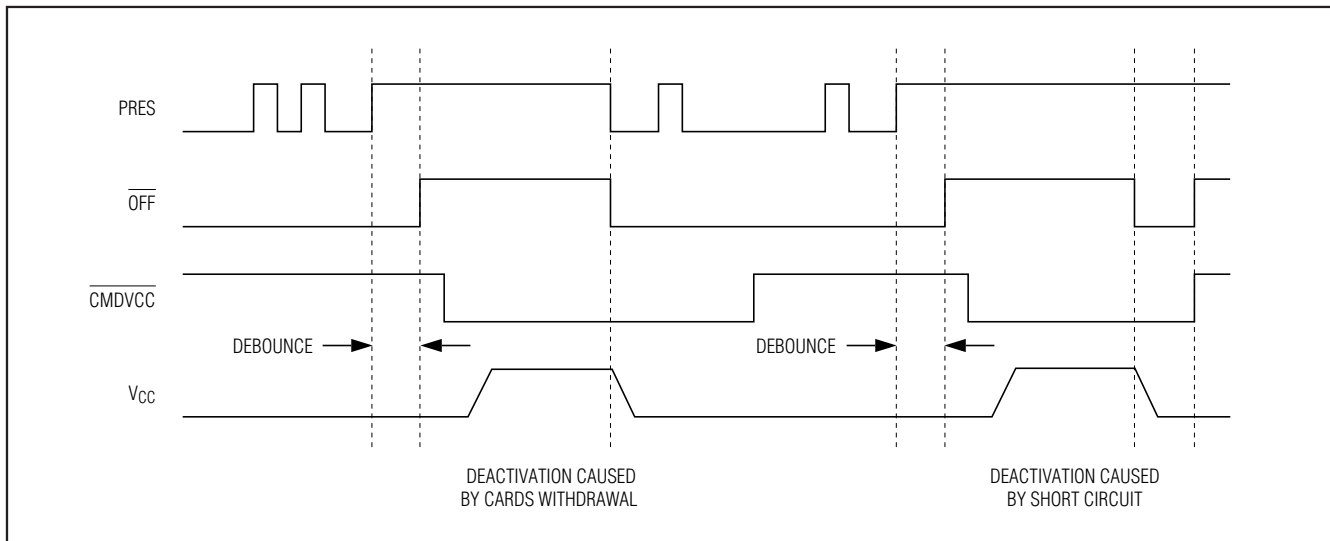 PRES
OFF
CMDVCC
DEBOUNCE
DEBOUNCE
VCC
DEACTIVATION CAUSED
BY CARDS WITHDRAWAL
DEACTIVATION CAUSED
BY SHORT CIRCUIT